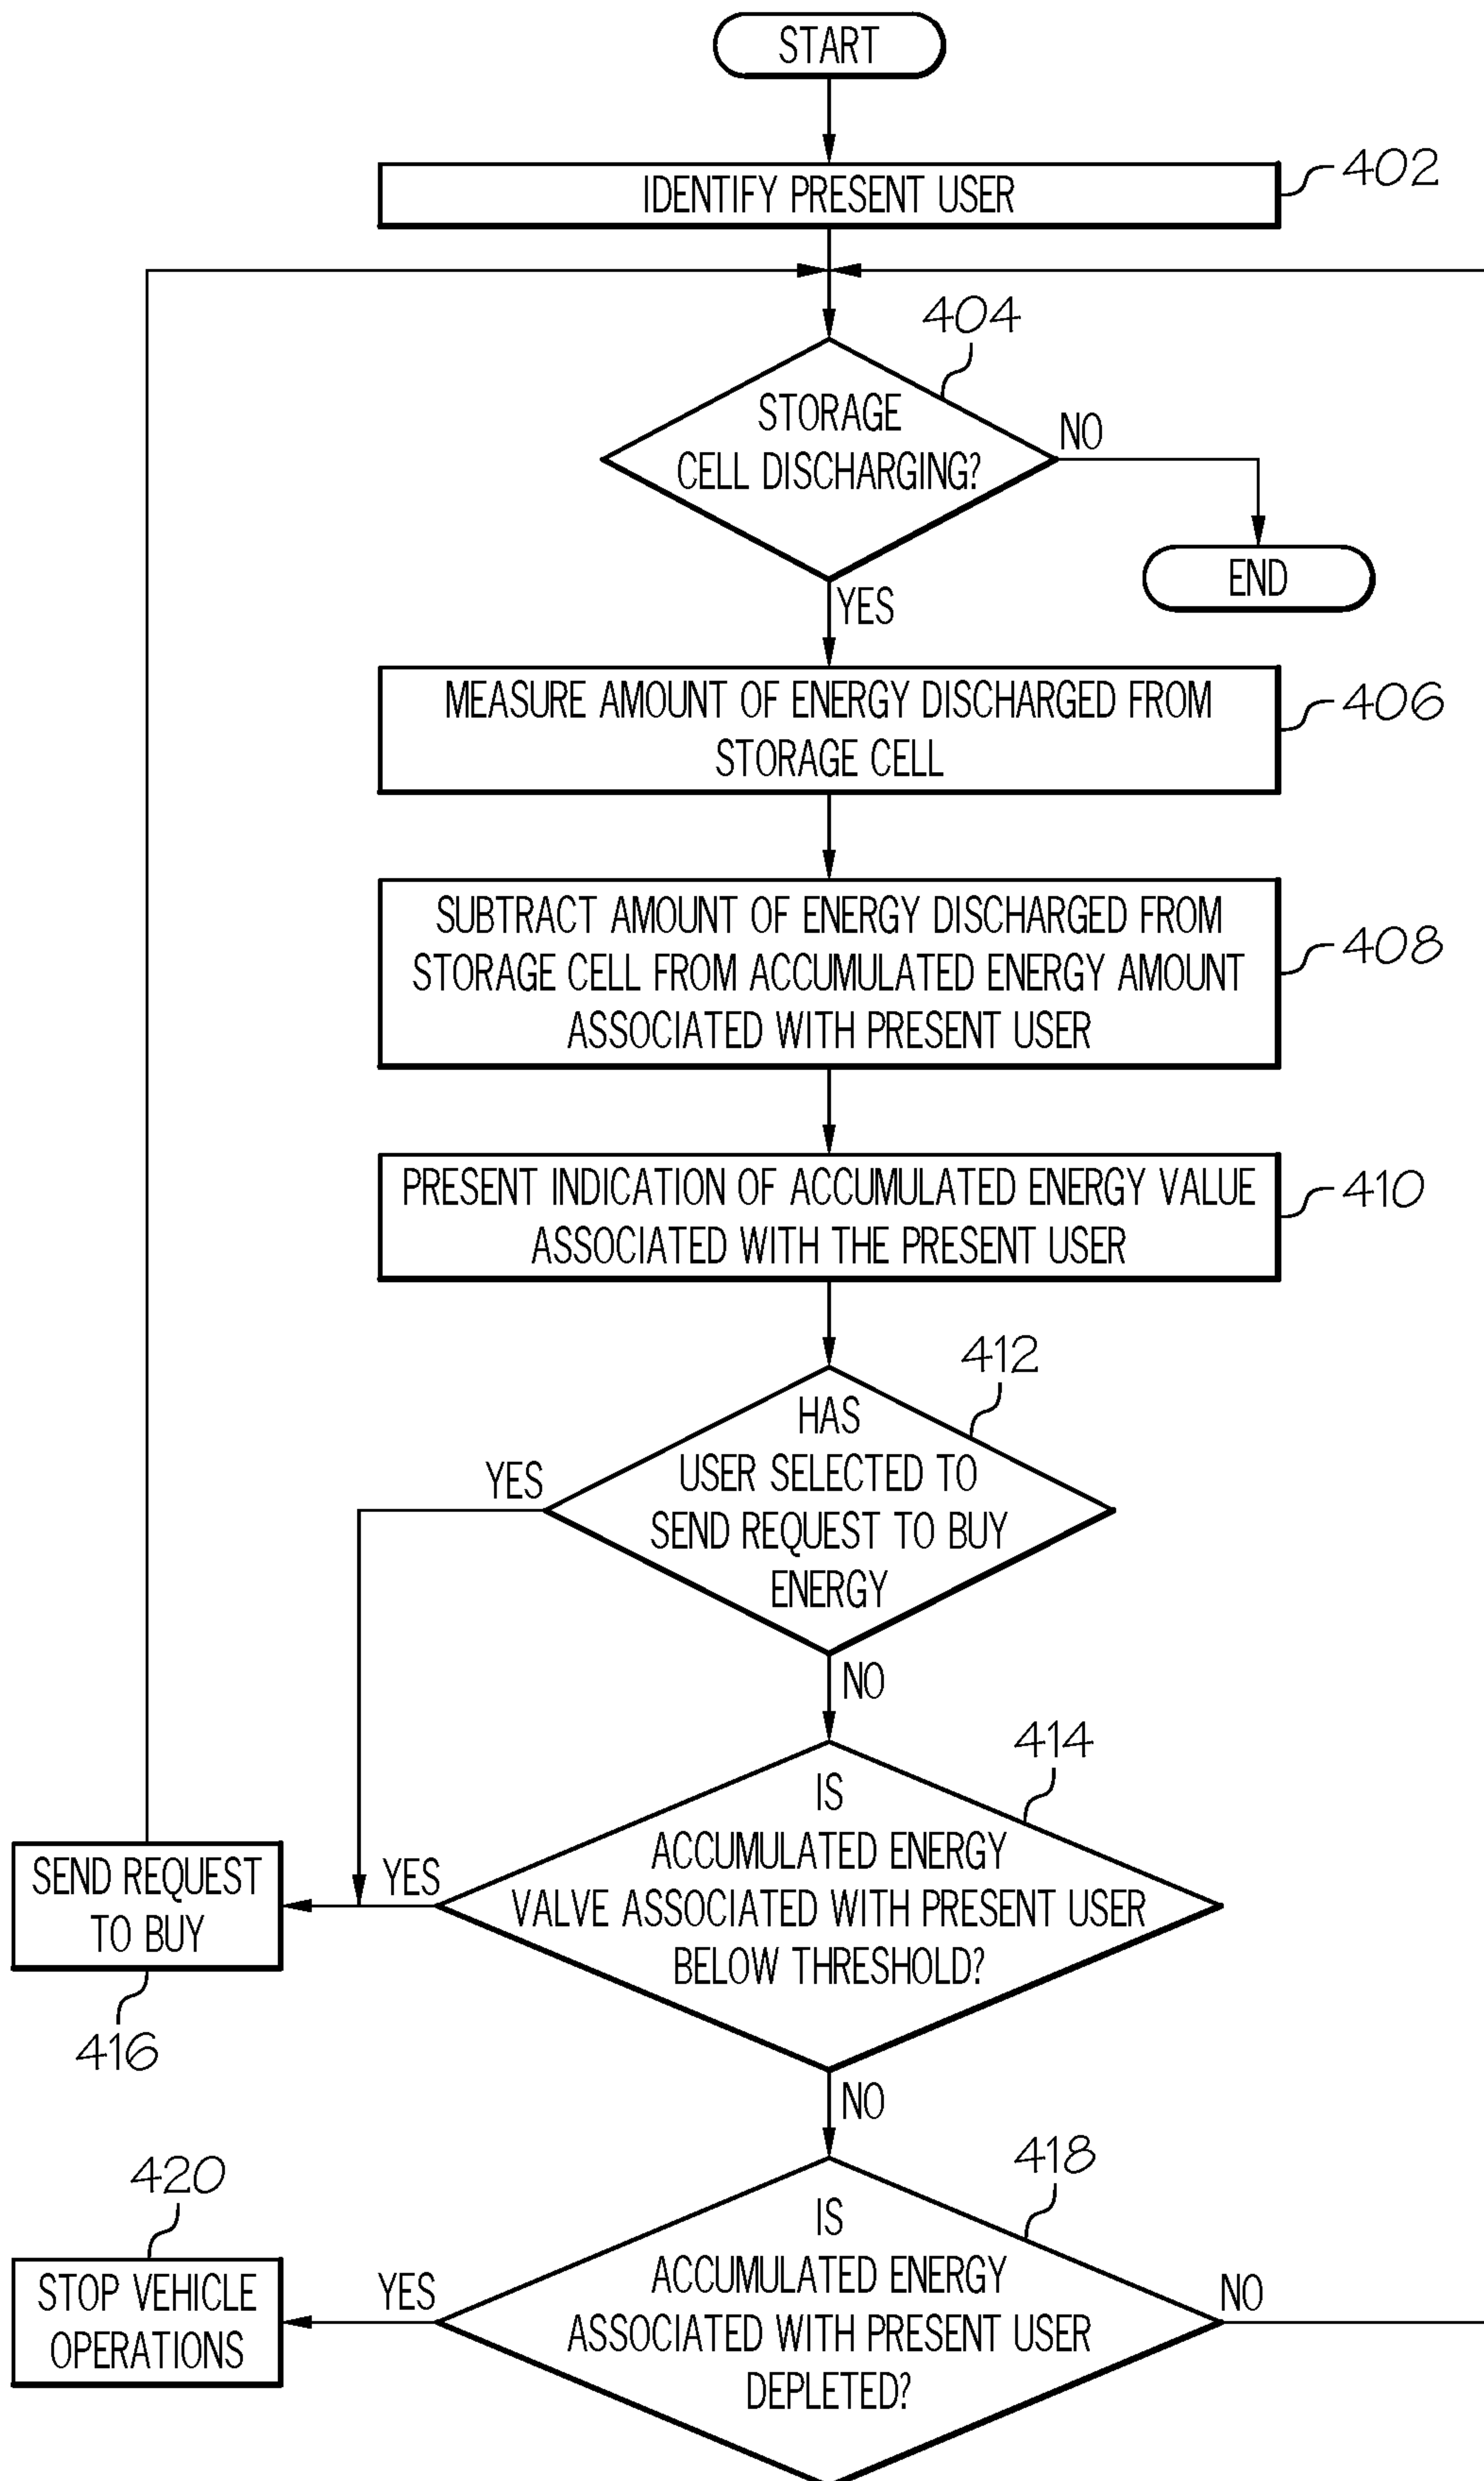 START
IDENTIFY PRESENT USER
402
404
STORAGE
CELL DISCHARGING?
NO
END
YES
MEASURE AMOUNT OF ENERGY DISCHARGED FROM
STORAGE CELL
406
SUBTRACT AMOUNT OF ENERGY DISCHARGED FROM
STORAGE CELL FROM ACCUMULATED ENERGY AMOUNT
ASSOCIATED WITH PRESENT USER
408
PRESENT INDICATION OF ACCUMULATED ENERGY VALUE
ASSOCIATED WITH THE PRESENT USER
410
412
HAS
USER SELECTED TO
SEND REQUEST TO BUY
ENERGY
YES
NO
414
IS
ACCUMULATED ENERGY
VALVE ASSOCIATED WITH PRESENT USER
BELOW THRESHOLD?
YES
SEND REQUEST
TO BUY
416
NO
418
IS
ACCUMULATED ENERGY
ASSOCIATED WITH PRESENT USER
DEPLETED?
YES
NO
420
STOP VEHICLE
OPERATIONS